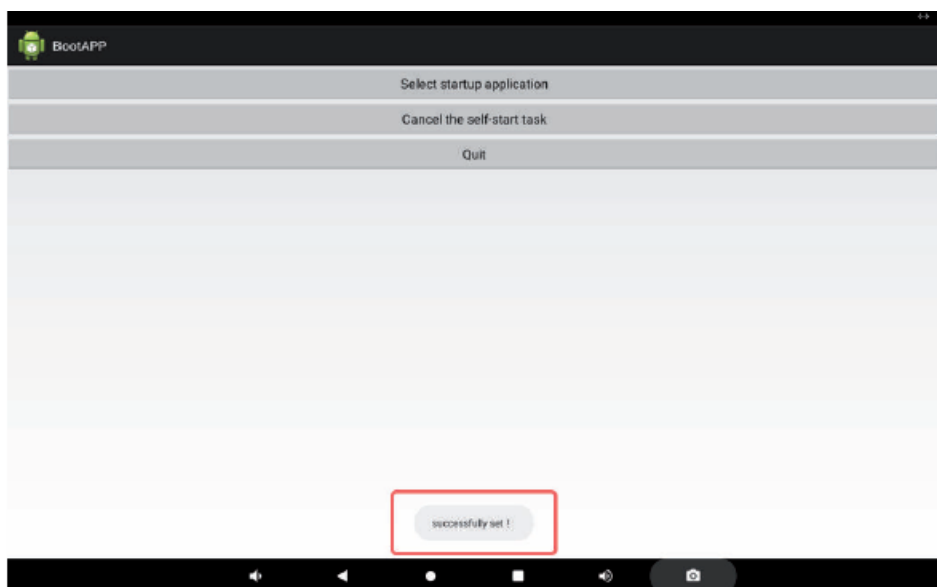 BootAPP
Select startup application
Cancel the self-start task
Quit
successfully set !